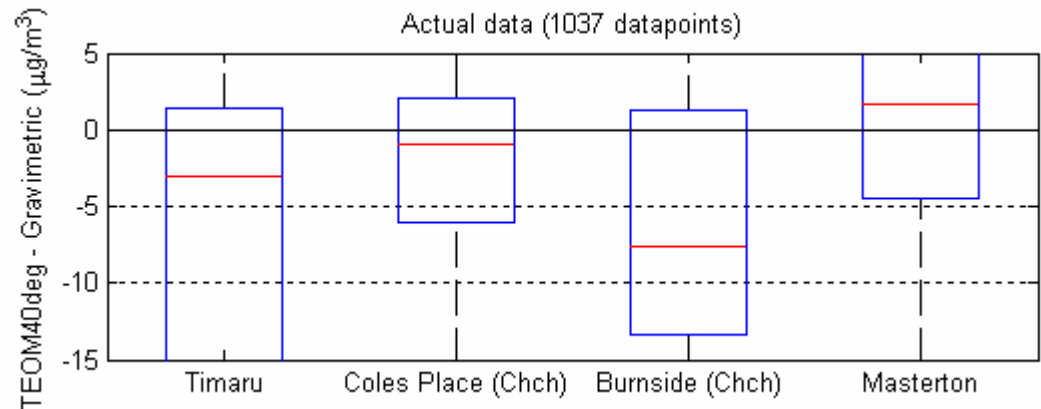 Actual data (1037 datapoints)
TEOM40deg - Gravimetric (μg/m³)
5
0
-5
-10
-15
Timaru
Coles Place (Chch)
Burnside (Chch)
Masterton